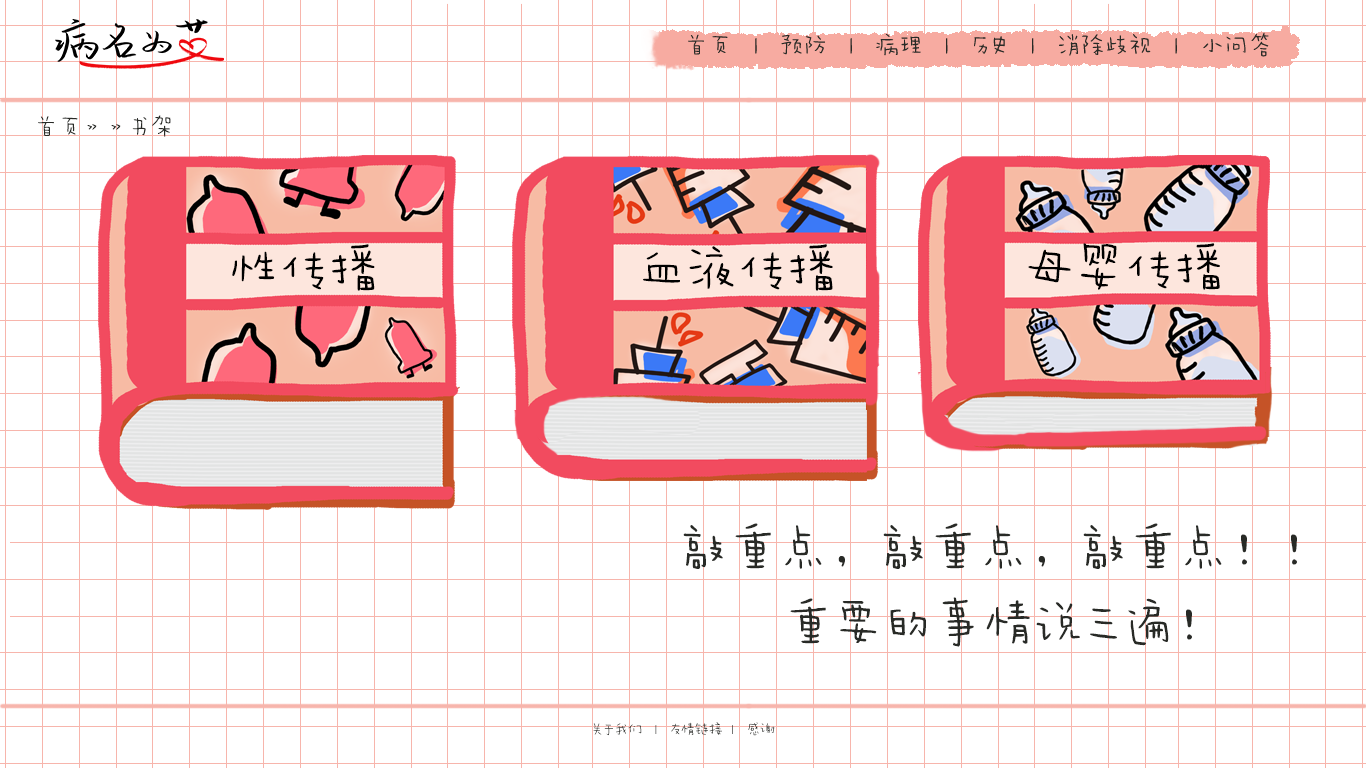 病名为艾
首页 | 预防 | 病理 | 历史 | 消除歧视 | 小问答
首页» »书架
性传播
血液传播
母婴传播
敲重点，敲重点，敲重点！！
重要的事情说三遍！
关于我们 | 友情链接 | 感谢